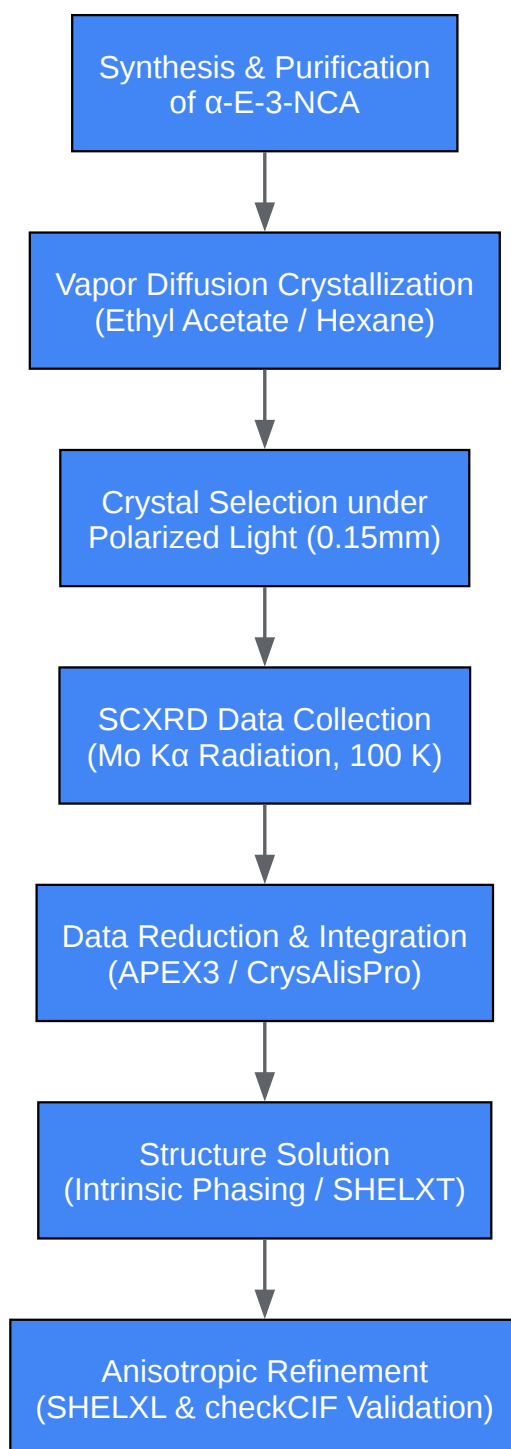 Synthesis & Purification
of α-E-3-NCA
Vapor Diffusion Crystallization
(Ethyl Acetate / Hexane)
Crystal Selection under
Polarized Light (0.15mm)
SCXRD Data Collection
(Mo Kα Radiation, 100 K)
Data Reduction & Integration
(APEX3 / CrysAlisPro)
Structure Solution
(Intrinsic Phasing / SHELXT)
Anisotropic Refinement
(SHELXL & checkCIF Validation)